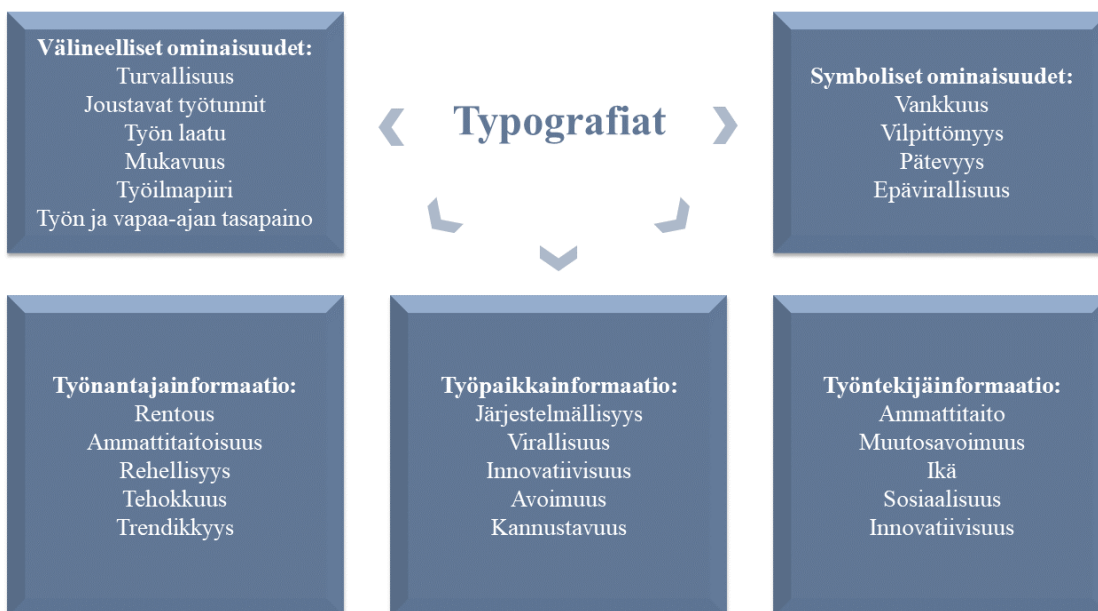 Välineelliset ominaisuudet:
Turvallisuus
Joustavat työtunnit
Työn laatu
Mukavuus
Työilmapiiri
Työn ja vapaa-ajan tasapaino
Typografiat
Symboliset ominaisuudet:
Vankkuus
Vilpittömyys
Pätevyys
Epävirallisuus
Työnantajainformaatio:
Rentous
Ammattitaitoisuus
Rehellisyys
Tehokkuus
Trendikkyys
Työpaikkainformaatio:
Järjestelmällisyys
Virallisuus
Innovatiivisuus
Avoimuus
Kannustavuus
Työntekijäinformaatio:
Ammattitaito
Muutosavoimuus
Ikä
Sosiaalisuus
Innovatiivisuus